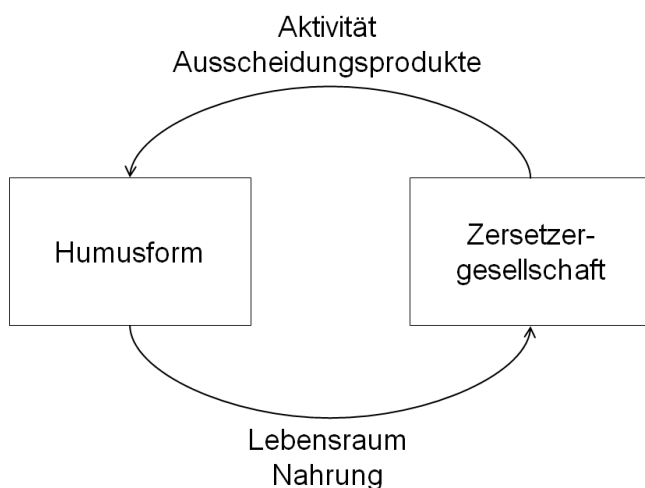 Aktivität
Ausscheidungsprodukte
Humusform
Zersetzer-
gesellschaft
Lebensraum
Nahrung